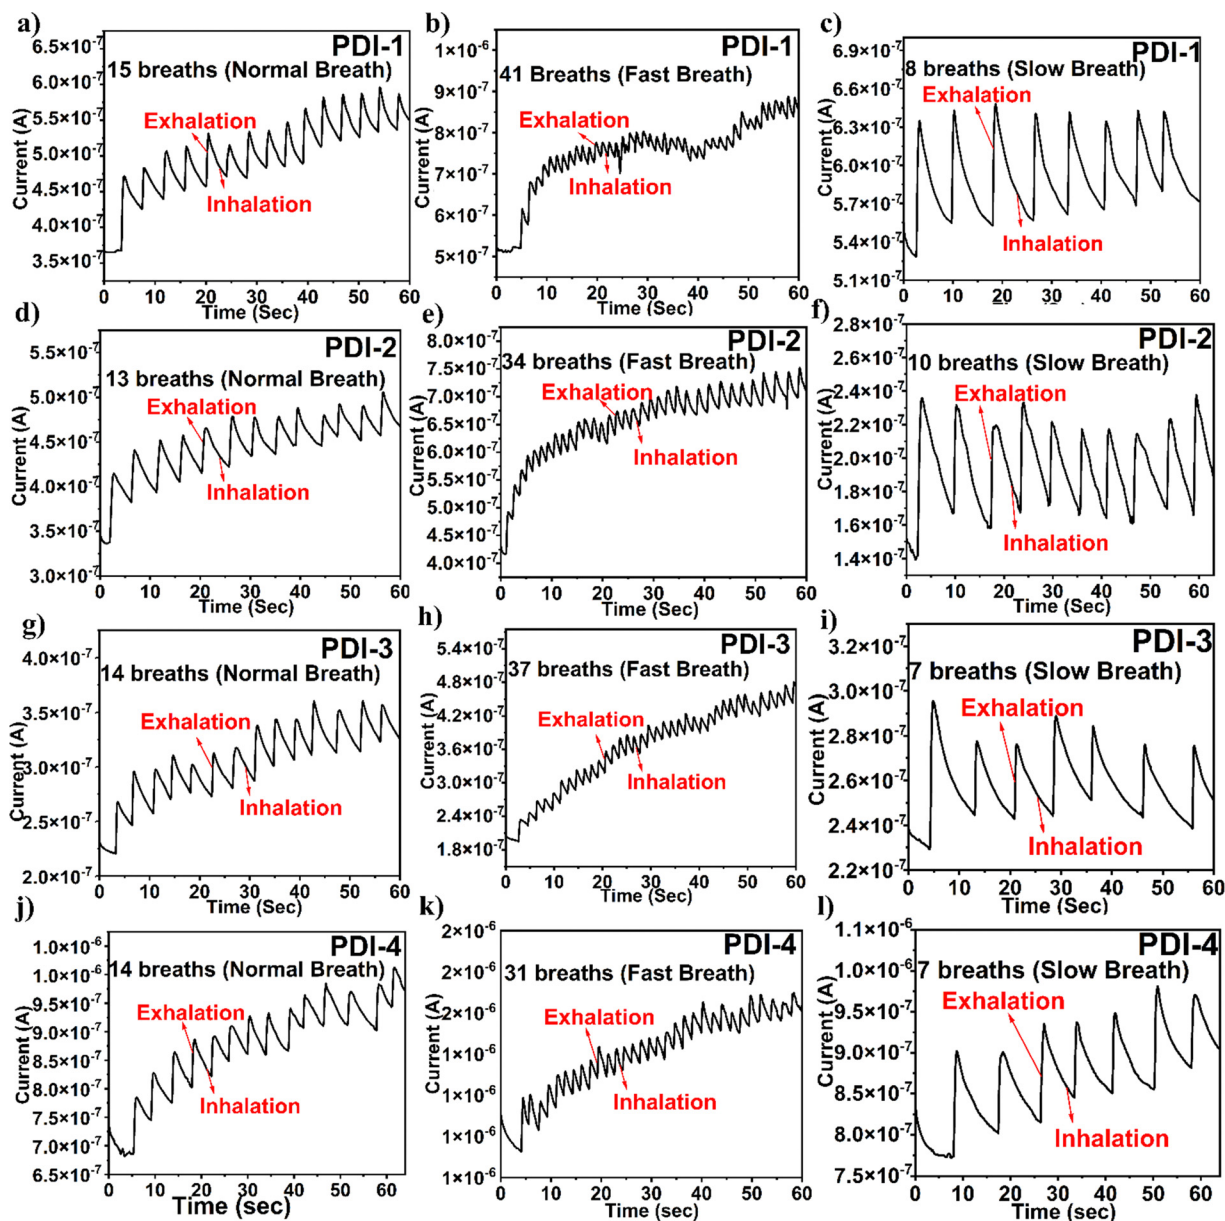 a)
PDI-1
15 breaths (Normal Breath)
Exhalation
Inhalation
Current (A)
6.5×10⁻⁷
6.0×10⁻⁷
5.5×10⁻⁷
5.0×10⁻⁷
4.5×10⁻⁷
4.0×10⁻⁷
3.5×10⁻⁷
0 10 20 30 40 50 60
Time (Sec)
b)
PDI-1
41 Breaths (Fast Breath)
Exhalation
Inhalation
Current (A)
1×10⁻⁶
9×10⁻⁷
8×10⁻⁷
7×10⁻⁷
6×10⁻⁷
5×10⁻⁷
0 10 20 30 40 50 60
Time (Sec)
c)
PDI-1
8 breaths (Slow Breath)
Exhalation
Inhalation
Current (A)
6.9×10⁻⁷
6.6×10⁻⁷
6.3×10⁻⁷
6.0×10⁻⁷
5.7×10⁻⁷
5.4×10⁻⁷
5.1×10⁻⁷
0 10 20 30 40 50 60
d)
PDI-2
13 breaths (Normal Breath)
Exhalation
Inhalation
Current (A)
5.5×10⁻⁷
5.0×10⁻⁷
4.5×10⁻⁷
4.0×10⁻⁷
3.5×10⁻⁷
3.0×10⁻⁷
0 10 20 30 40 50 60
Time (Sec)
e)
PDI-2
34 breaths (Fast Breath)
Exhalation
Inhalation
Current (A)
8.0×10⁻⁷
7.5×10⁻⁷
7.0×10⁻⁷
6.5×10⁻⁷
6.0×10⁻⁷
5.5×10⁻⁷
5.0×10⁻⁷
4.5×10⁻⁷
4.0×10⁻⁷
0 10 20 30 40 50 60
Time (Sec)
f)
PDI-2
10 breaths (Slow Breath)
Exhalation
Inhalation
Current (A)
2.8×10⁻⁷
2.6×10⁻⁷
2.4×10⁻⁷
2.2×10⁻⁷
2.0×10⁻⁷
1.8×10⁻⁷
1.6×10⁻⁷
1.4×10⁻⁷
0 10 20 30 40 50 60
Time (Sec)
g)
PDI-3
14 breaths (Normal Breath)
Exhalation
Inhalation
Current (A)
4.0×10⁻⁷
3.5×10⁻⁷
3.0×10⁻⁷
2.5×10⁻⁷
2.0×10⁻⁷
0 10 20 30 40 50 60
Time (Sec)
h)
PDI-3
37 breaths (Fast Breath)
Exhalation
Inhalation
Current (A)
5.4×10⁻⁷
4.8×10⁻⁷
4.2×10⁻⁷
3.6×10⁻⁷
3.0×10⁻⁷
2.4×10⁻⁷
1.8×10⁻⁷
0 10 20 30 40 50 60
Time (Sec)
i)
PDI-3
7 breaths (Slow Breath)
Exhalation
Inhalation
Current (A)
3.2×10⁻⁷
3.0×10⁻⁷
2.8×10⁻⁷
2.6×10⁻⁷
2.4×10⁻⁷
2.2×10⁻⁷
0 10 20 30 40 50 60
Time (Sec)
j)
PDI-4
14 breaths (Normal Breath)
Exhalation
Inhalation
Current (A)
1.0×10⁻⁶
1.0×10⁻⁶
9.5×10⁻⁷
9.0×10⁻⁷
8.5×10⁻⁷
8.0×10⁻⁷
7.5×10⁻⁷
7.0×10⁻⁷
6.5×10⁻⁷
0 10 20 30 40 50 60
Time (sec)
k)
PDI-4
31 breaths (Fast Breath)
Exhalation
Inhalation
Current (A)
2×10⁻⁶
2×10⁻⁶
2×10⁻⁶
1×10⁻⁶
1×10⁻⁶
1×10⁻⁶
1×10⁻⁶
0 10 20 30 40 50 60
Time (sec)
l)
PDI-4
7 breaths (Slow Breath)
Exhalation
Inhalation
Current (A)
1.1×10⁻⁶
1.0×10⁻⁶
9.5×10⁻⁷
9.0×10⁻⁷
8.5×10⁻⁷
8.0×10⁻⁷
7.5×10⁻⁷
0 10 20 30 40 50 60
Time (sec)